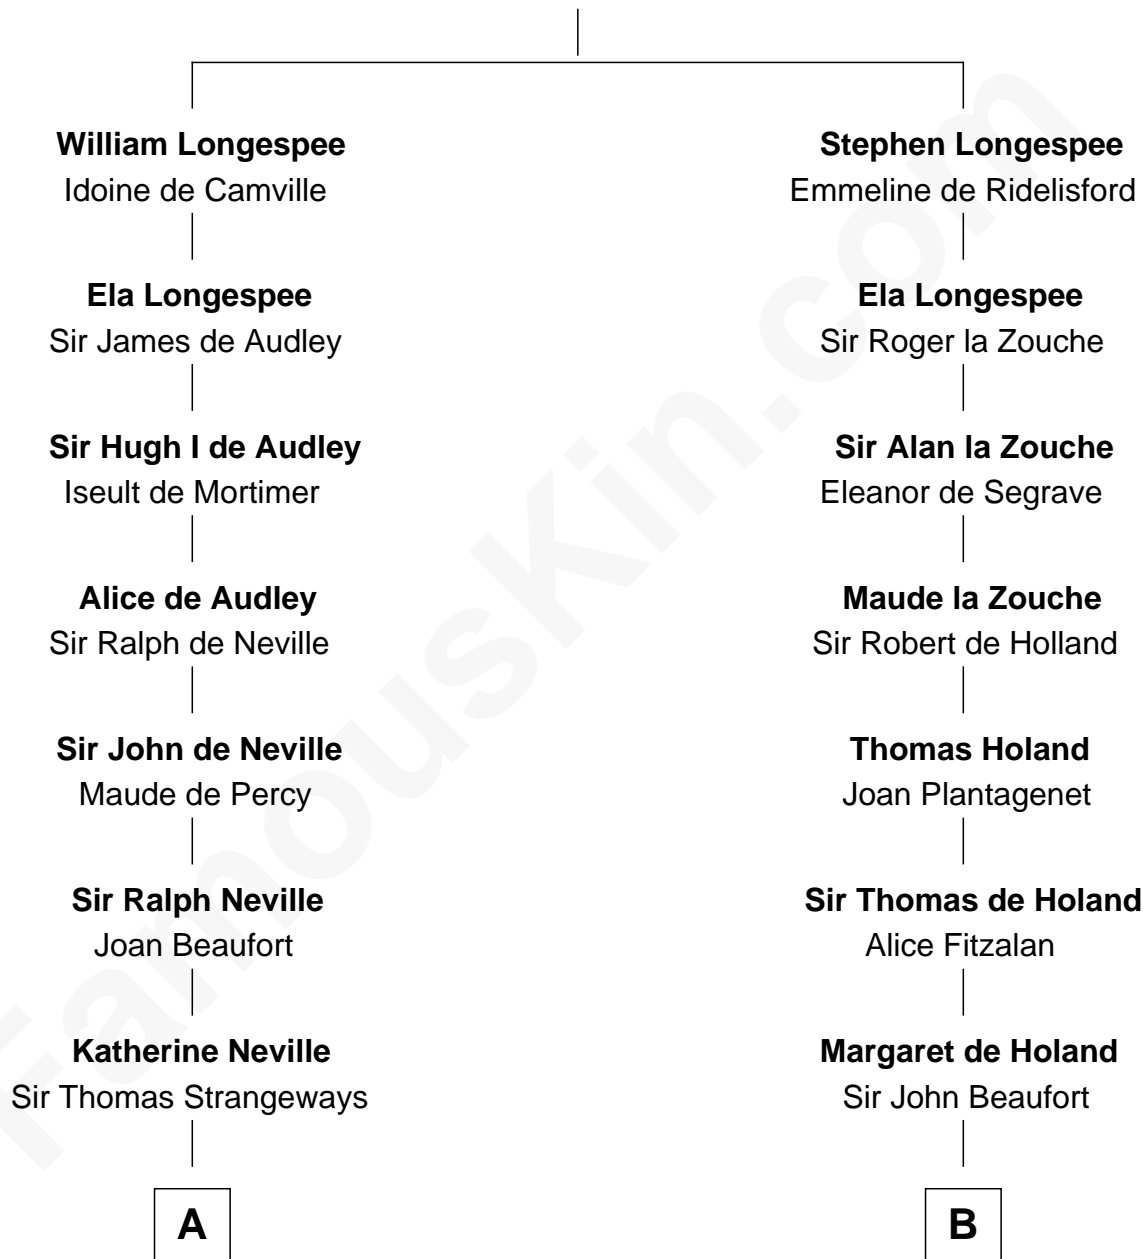 William Longespee
Idoine de Camville
Ela Longespee
Sir James de Audley
Sir Hugh I de Audley
Iseult de Mortimer
Alice de Audley
Sir Ralph de Neville
Sir John de Neville
Maude de Percy
Sir Ralph Neville
Joan Beaufort
Katherine Neville
Sir Thomas Strangeways
A
Stephen Longespee
Emmeline de Ridelisford
Ela Longespee
Sir Roger la Zouche
Sir Alan la Zouche
Eleanor de Segrave
Maude la Zouche
Sir Robert de Holland
Thomas Holand
Joan Plantagenet
Sir Thomas de Holand
Alice Fitzalan
Margaret de Holand
Sir John Beaufort
B
FamousKin.com